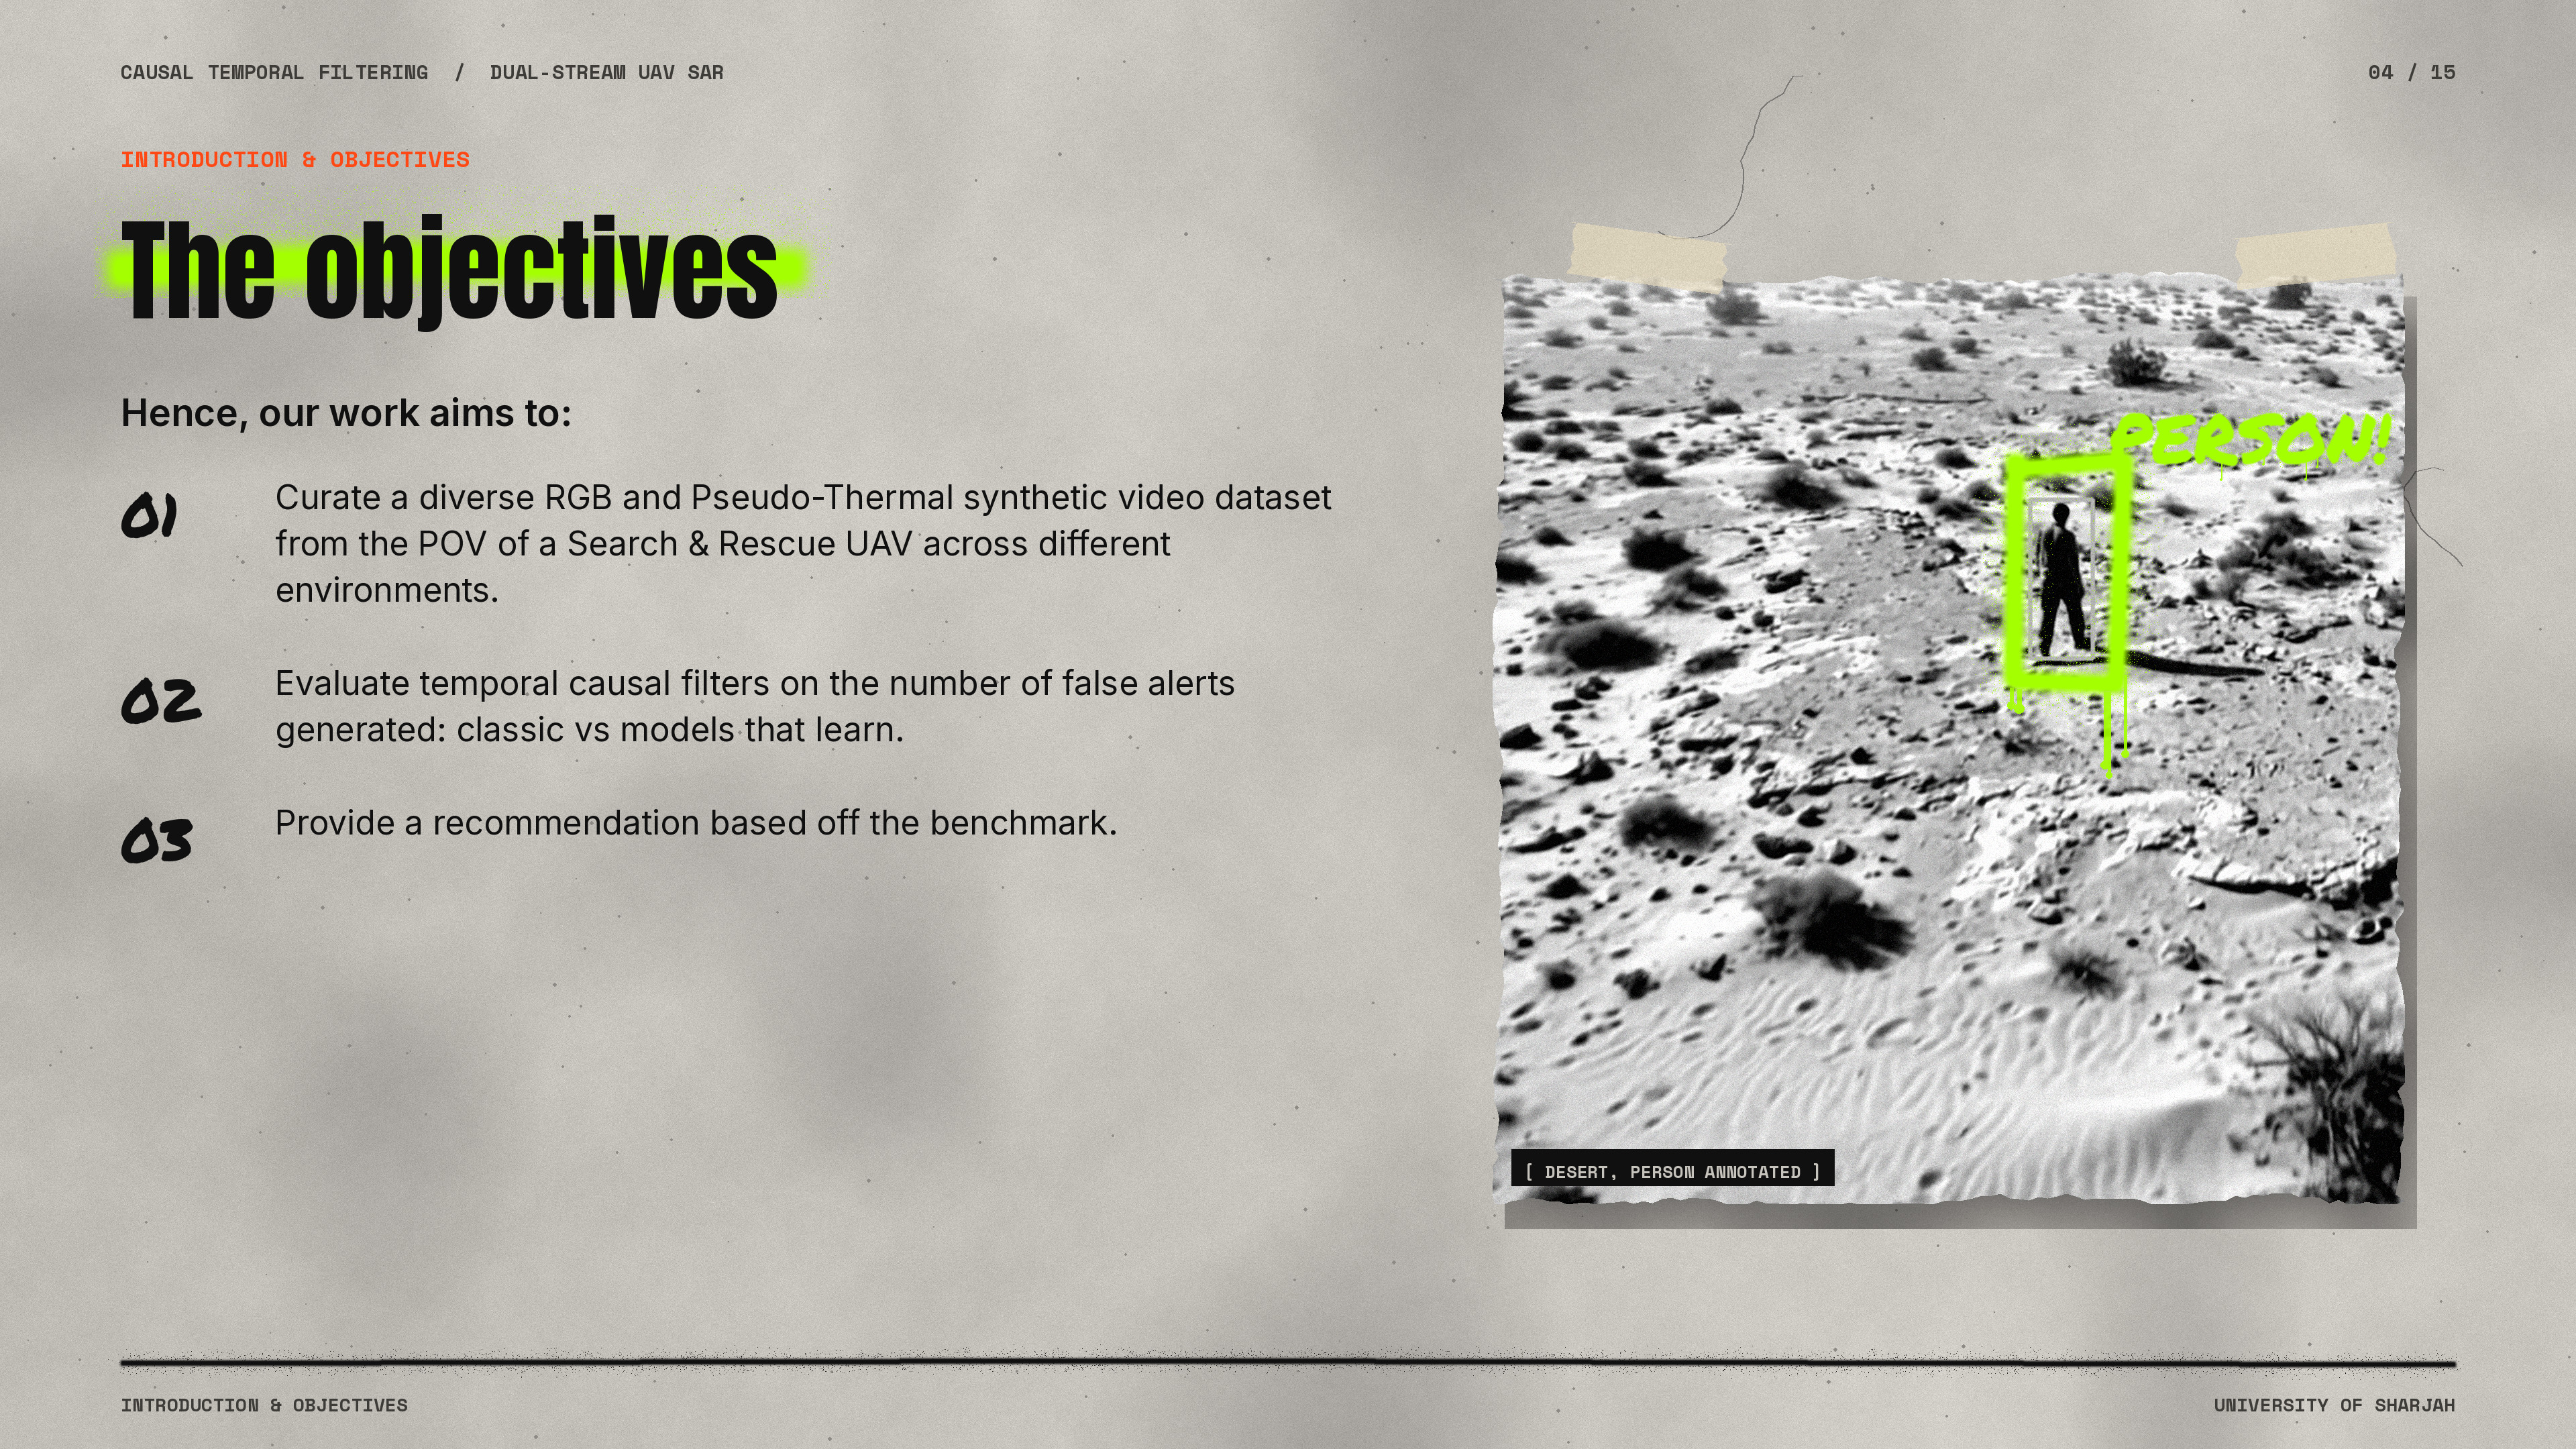 CAUSAL TEMPORAL FILTERING / DUAL-STREAM UAV SAR
04 / 15
INTRODUCTION & OBJECTIVES
The objectives
Hence, our work aims to:
01
Curate a diverse RGB and Pseudo-Thermal synthetic video dataset
from the POV of a Search & Rescue UAV across different
environments.
02
Evaluate temporal causal filters on the number of false alerts
generated: classic vs models that learn.
03
Provide a recommendation based off the benchmark.
PERSON!
[ DESERT, PERSON ANNOTATED ]
INTRODUCTION & OBJECTIVES
UNIVERSITY OF SHARJAH